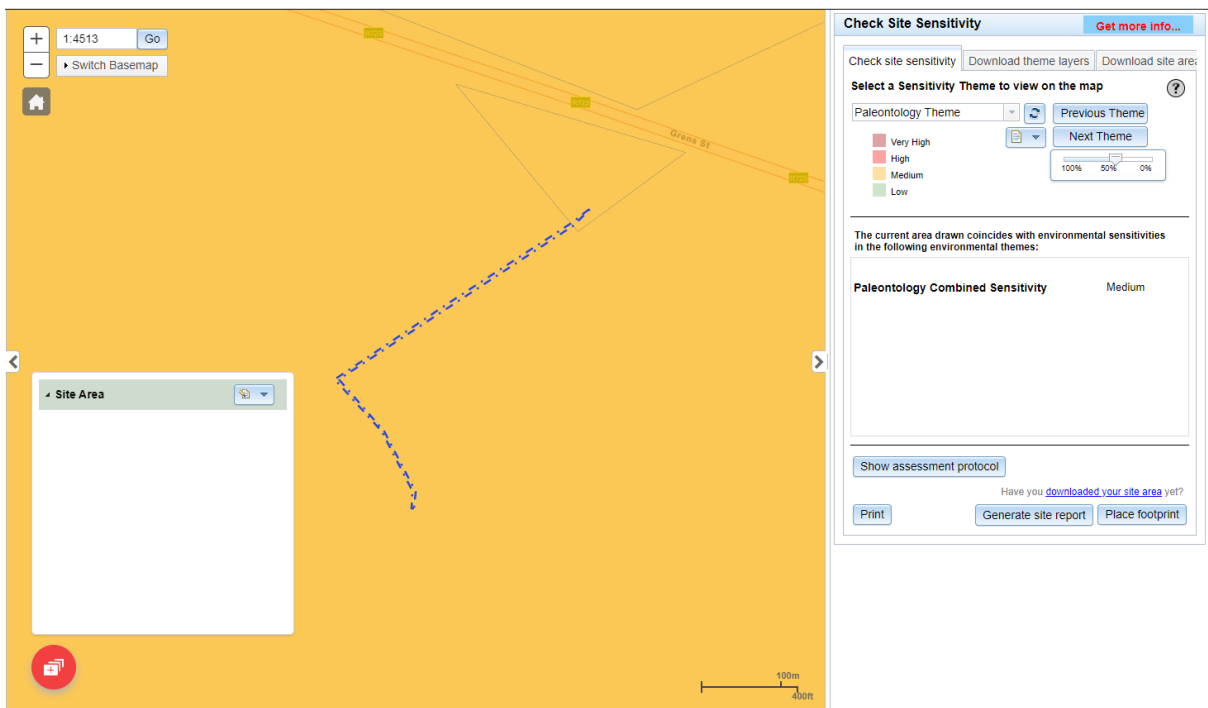 +
1:4513
Go
−
Switch Basemap
R723
R723
Grens St
R723
Site Area
100m
400ft
Check Site Sensitivity
Get more info...
Check site sensitivity
Download theme layers
Download site area
Select a Sensitivity Theme to view on the map
?
Paleontology Theme
Previous Theme
Next Theme
Very High
High
Medium
Low
100% 50% 0%
The current area drawn coincides with environmental sensitivities
in the following environmental themes:
Paleontology Combined Sensitivity Medium
Show assessment protocol
Have you downloaded your site area yet?
Print
Generate site report
Place footprint